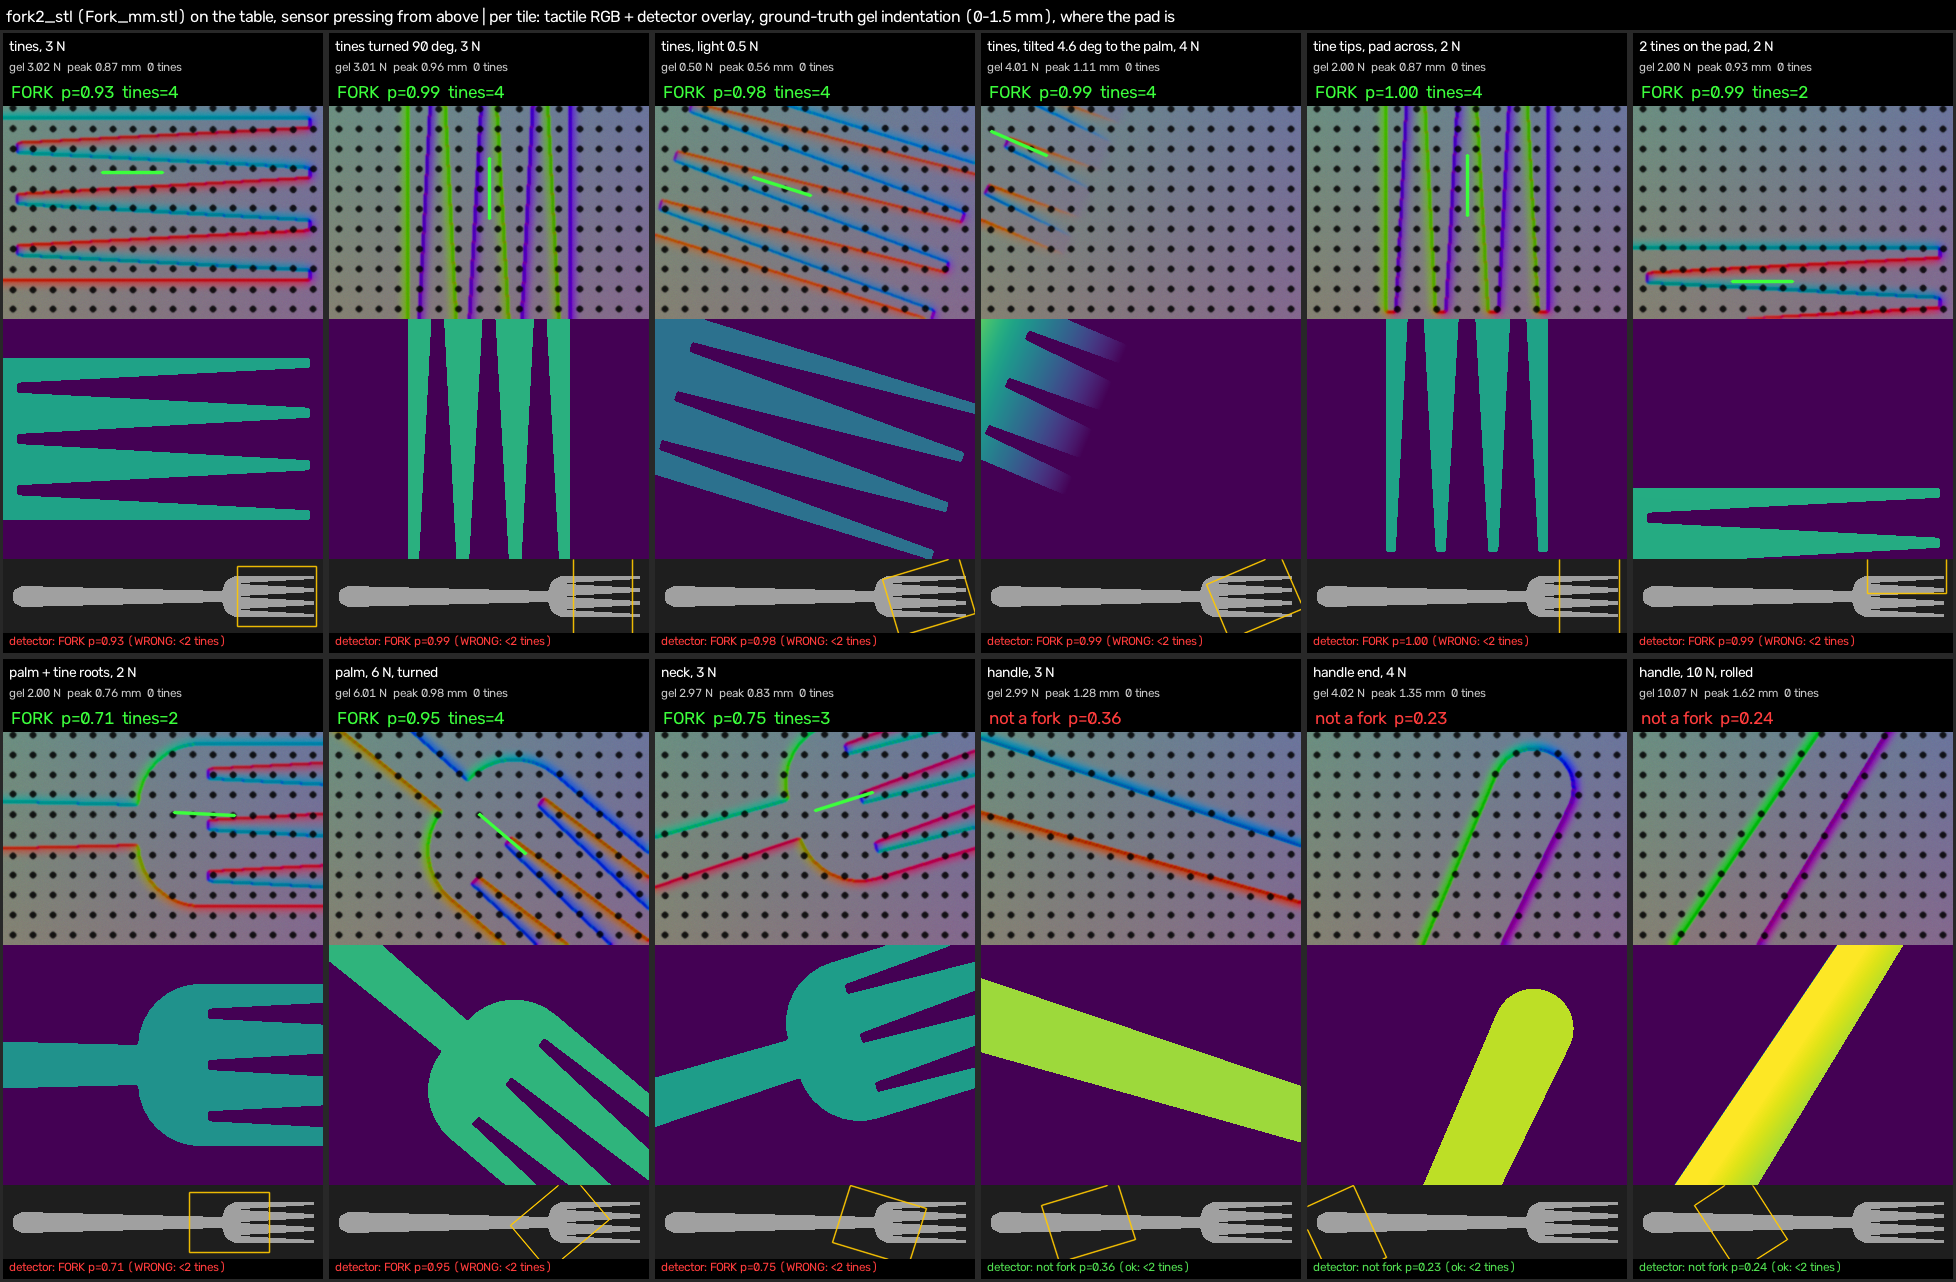 fork2_stl (Fork_mm.stl) on the table, sensor pressing from above | per tile: tactile RGB + detector overlay, ground-truth gel indentation (0-1.5 mm), where the pad is
tines, 3 N
gel 3.02 N peak 0.87 mm 0 tines
FORK p=0.93 tines=4
detector: FORK p=0.93 (WRONG: <2 tines)
tines turned 90 deg, 3 N
gel 3.01 N peak 0.96 mm 0 tines
FORK p=0.99 tines=4
detector: FORK p=0.99 (WRONG: <2 tines)
tines, light 0.5 N
gel 0.50 N peak 0.56 mm 0 tines
FORK p=0.98 tines=4
detector: FORK p=0.98 (WRONG: <2 tines)
tines, tilted 4.6 deg to the palm, 4 N
gel 4.01 N peak 1.11 mm 0 tines
FORK p=0.99 tines=4
detector: FORK p=0.99 (WRONG: <2 tines)
tine tips, pad across, 2 N
gel 2.00 N peak 0.87 mm 0 tines
FORK p=1.00 tines=4
detector: FORK p=1.00 (WRONG: <2 tines)
2 tines on the pad, 2 N
gel 2.00 N peak 0.93 mm 0 tines
FORK p=0.99 tines=2
detector: FORK p=0.99 (WRONG: <2 tines)
palm + tine roots, 2 N
gel 2.00 N peak 0.76 mm 0 tines
FORK p=0.71 tines=2
detector: FORK p=0.71 (WRONG: <2 tines)
palm, 6 N, turned
gel 6.01 N peak 0.98 mm 0 tines
FORK p=0.95 tines=4
detector: FORK p=0.95 (WRONG: <2 tines)
neck, 3 N
gel 2.97 N peak 0.83 mm 0 tines
FORK p=0.75 tines=3
detector: FORK p=0.75 (WRONG: <2 tines)
handle, 3 N
gel 2.99 N peak 1.28 mm 0 tines
not a fork p=0.36
detector: not fork p=0.36 (ok: <2 tines)
handle end, 4 N
gel 4.02 N peak 1.35 mm 0 tines
not a fork p=0.23
detector: not fork p=0.23 (ok: <2 tines)
handle, 10 N, rolled
gel 10.07 N peak 1.62 mm 0 tines
not a fork p=0.24
detector: not fork p=0.24 (ok: <2 tines)